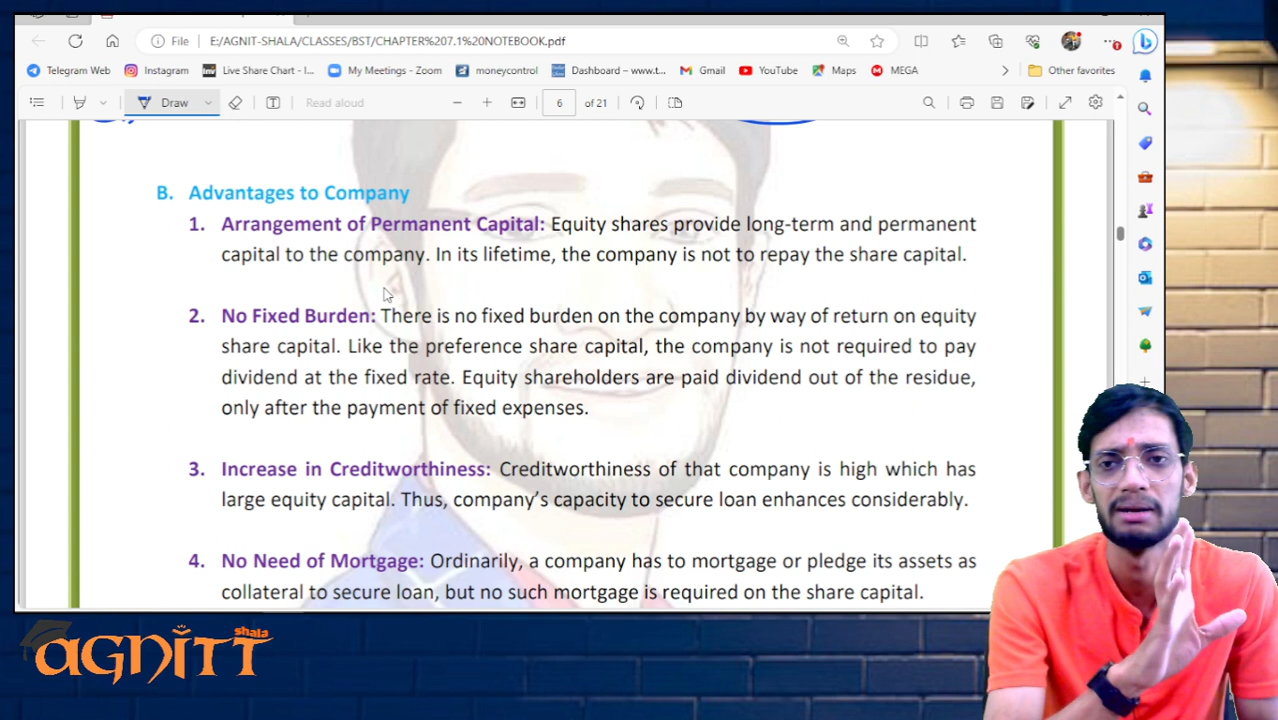 File E:/AGNIT-SHALA/CLASSES/BST/CHAPTER%207.1%20NOTEBOOK.pdf
Telegram Web Instagram Live Share Chart - I... My Meetings - Zoom moneycontrol Dashboard – www.t... Gmail YouTube Maps MEGA Other favorites
Draw Read aloud 6 of 21
B. Advantages to Company
1. Arrangement of Permanent Capital: Equity shares provide long-term and permanent
capital to the company. In its lifetime, the company is not to repay the share capital.
2. No Fixed Burden: There is no fixed burden on the company by way of return on equity
share capital. Like the preference share capital, the company is not required to pay
dividend at the fixed rate. Equity shareholders are paid dividend out of the residue,
only after the payment of fixed expenses.
3. Increase in Creditworthiness: Creditworthiness of that company is high which has
large equity capital. Thus, company's capacity to secure loan enhances considerably.
4. No Need of Mortgage: Ordinarily, a company has to mortgage or pledge its assets as
collateral to secure loan, but no such mortgage is required on the share capital.
shala
agnitt